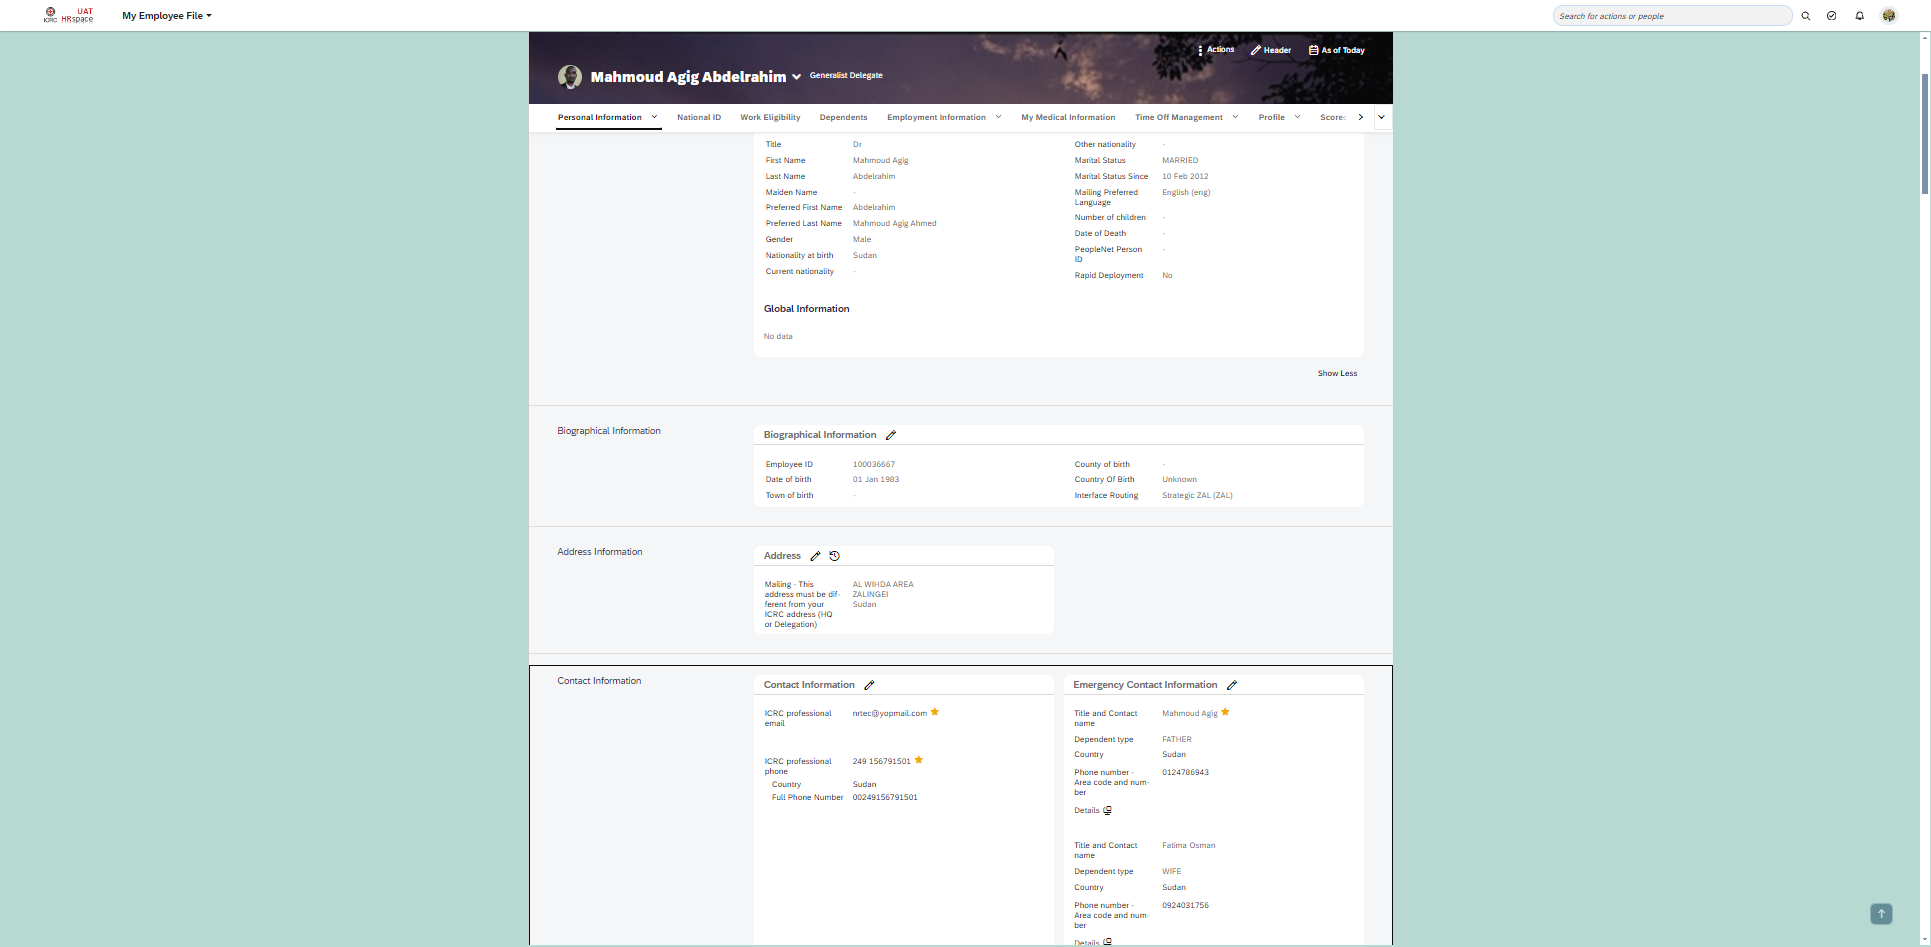 UAT
ICRC HRspace
My Employee File
Search for actions or people
Actions
Header
As of Today
Mahmoud Agig Abdelrahim
Generalist Delegate
Personal Information
National ID
Work Eligibility
Dependents
Employment Information
My Medical Information
Time Off Management
Profile
Title Dr
First Name Mahmoud Agig
Last Name Abdelrahim
Maiden Name -
Preferred First Name Abdelrahim
Preferred Last Name Mahmoud Agig Ahmed
Gender Male
Nationality at birth Sudan
Current nationality -
Other nationality -
Marital Status MARRIED
Marital Status Since 10 Feb 2012
Mailing Preferred English (eng)
Language
Number of children -
Date of Death -
PeopleNet Person -
ID
Rapid Deployment No
Global Information
No data
Show Less
Biographical Information
Biographical Information
Employee ID 100036667
Date of birth 01 Jan 1983
Town of birth -
County of birth -
Country Of Birth Unknown
Interface Routing Strategic ZAL (ZAL)
Address Information
Address
Mailing - This AL WIHDA AREA
address must be dif- ZALINGEI
ferent from your Sudan
ICRC address (HQ
or Delegation)
Contact Information
Contact Information
ICRC professional nrtec@yopmail.com
email
ICRC professional 249 156791501
phone
Country Sudan
Full Phone Number 00249156791501
Emergency Contact Information
Title and Contact Mahmoud Agig
name
Dependent type FATHER
Country Sudan
Phone number - 0124786943
Area code and num-
ber
Details
Title and Contact Fatima Osman
name
Dependent type WIFE
Country Sudan
Phone number - 0924031756
Area code and num-
ber
Details